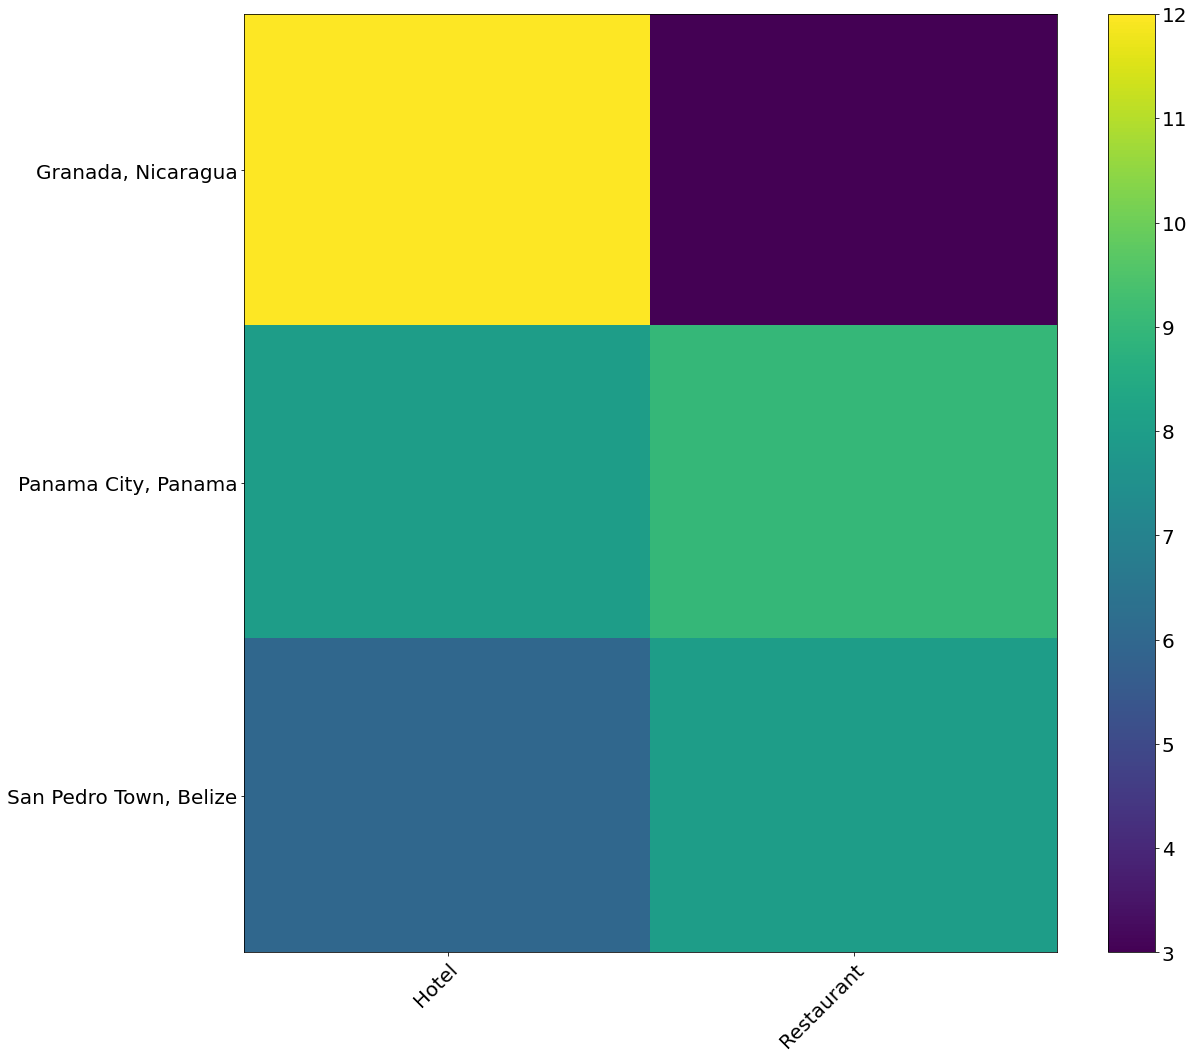 Granada, Nicaragua
Panama City, Panama
San Pedro Town, Belize
Hotel
Restaurant
12
11
10
9
8
7
6
5
4
3